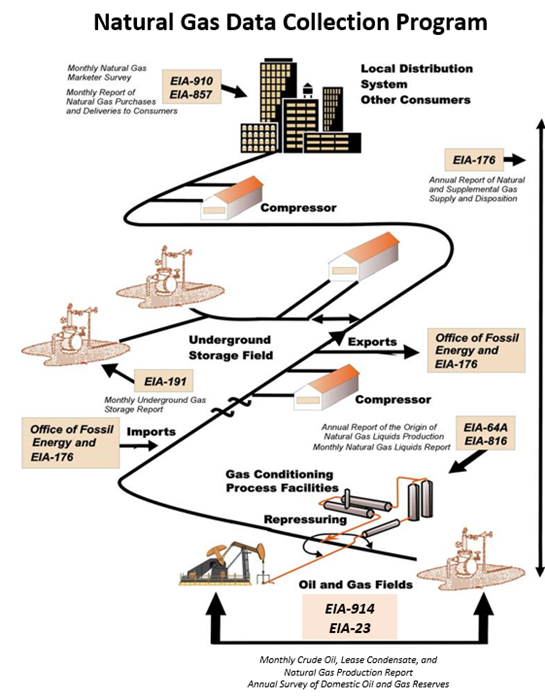 Natural Gas Data Collection Program
Monthly Natural Gas
Marketer Survey
Monthly Report of
Natural Gas Purchases
and Deliveries to Consumers
EIA-910
EIA-857
Local Distribution
System
Other Consumers
EIA-176
Annual Report of Natural
and Supplemental Gas
Supply and Disposition
Compressor
Underground
Storage Field
Exports
Office of Fossil
Energy and
EIA-176
EIA-191
Monthly Underground Gas
Storage Report
Compressor
Office of Fossil
Energy and
EIA-176
Imports
Annual Report of the Origin of
Natural Gas Liquids Production
Monthly Natural Gas Liquids Report
EIA-64A
EIA-816
Gas Conditioning
Process Facilities
Repressuring
Oil and Gas Fields
EIA-914
EIA-23
Monthly Crude Oil, Lease Condensate, and
Natural Gas Production Report
Annual Survey of Domestic Oil and Gas Reserves